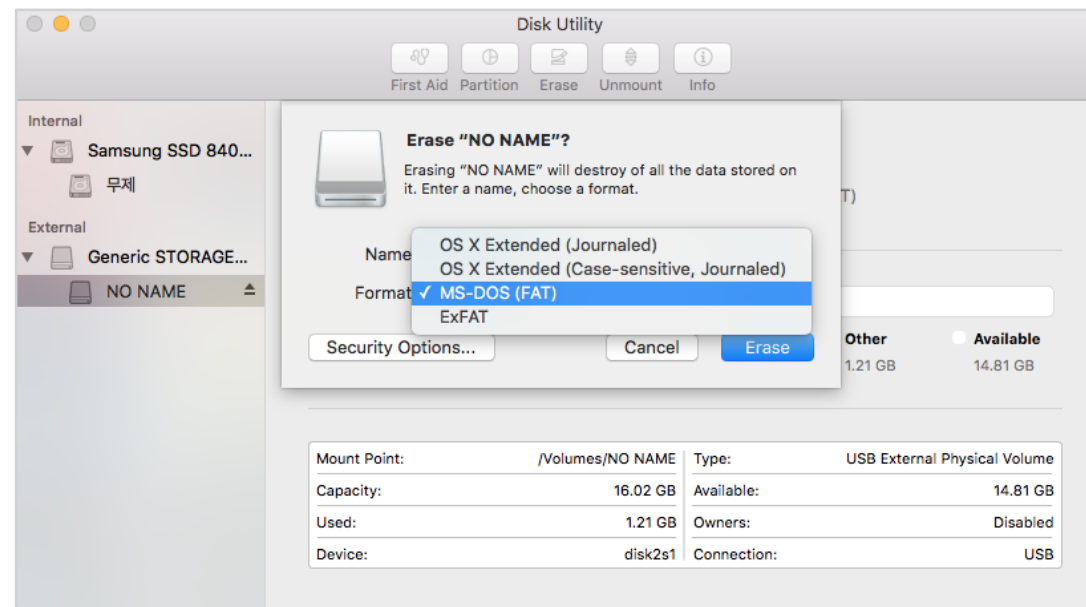 Disk Utility
First Aid Partition Erase Unmount Info
Internal
Samsung SSD 840...
무제
External
Generic STORAGE...
NO NAME
Erase “NO NAME”?
Erasing “NO NAME” will destroy of all the data stored on
it. Enter a name, choose a format.
T)
Name
OS X Extended (Journaled)
OS X Extended (Case-sensitive, Journaled)
Format ✓ MS-DOS (FAT)
ExFAT
Security Options... Cancel Erase
Other Available
1.21 GB 14.81 GB
Mount Point: /Volumes/NO NAME Type: USB External Physical Volume
Capacity: 16.02 GB Available: 14.81 GB
Used: 1.21 GB Owners: Disabled
Device: disk2s1 Connection: USB